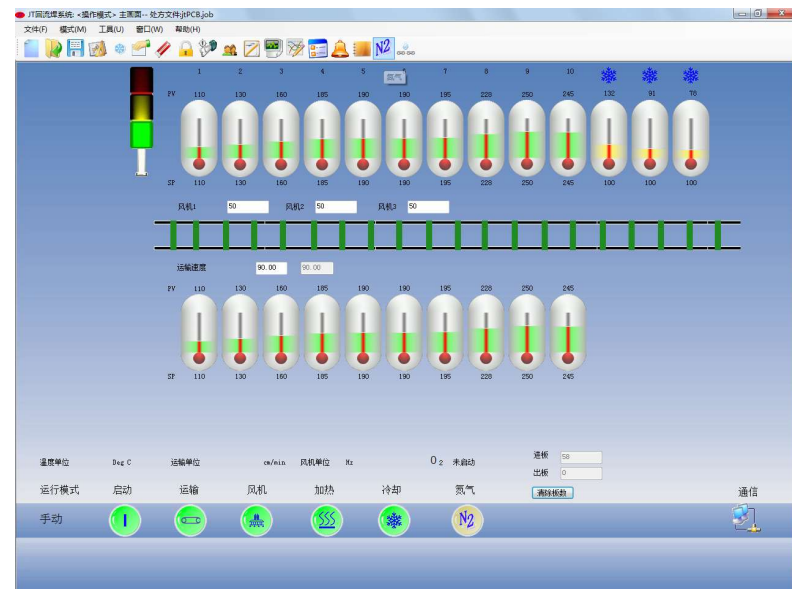 JT回流焊系统: <操作模式> 主画面-- 处方文件:jtPCB.job
文件(F) 模式(M) 工具(U) 窗口(W) 帮助(H)
N2
1 2 3 4 5 氮气 7 8 9 10
PV 110 130 160 185 190 190 195 228 250 245 132 91 78
SP 110 130 160 185 190 190 195 228 250 245 100 100 100
风机1 50 风机2 50 风机3 50
运输速度 90.00 90.00
PV 110 130 160 185 190 190 195 228 250 245
SP 110 130 160 185 190 190 195 228 250 245
温度单位 Deg C 运输单位 cm/min 风机单位 Hz O2 未启动 进板 58
出板 0
运行模式 启动 运输 风机 加热 冷却 氮气 清除板数 通信
手动 I N2